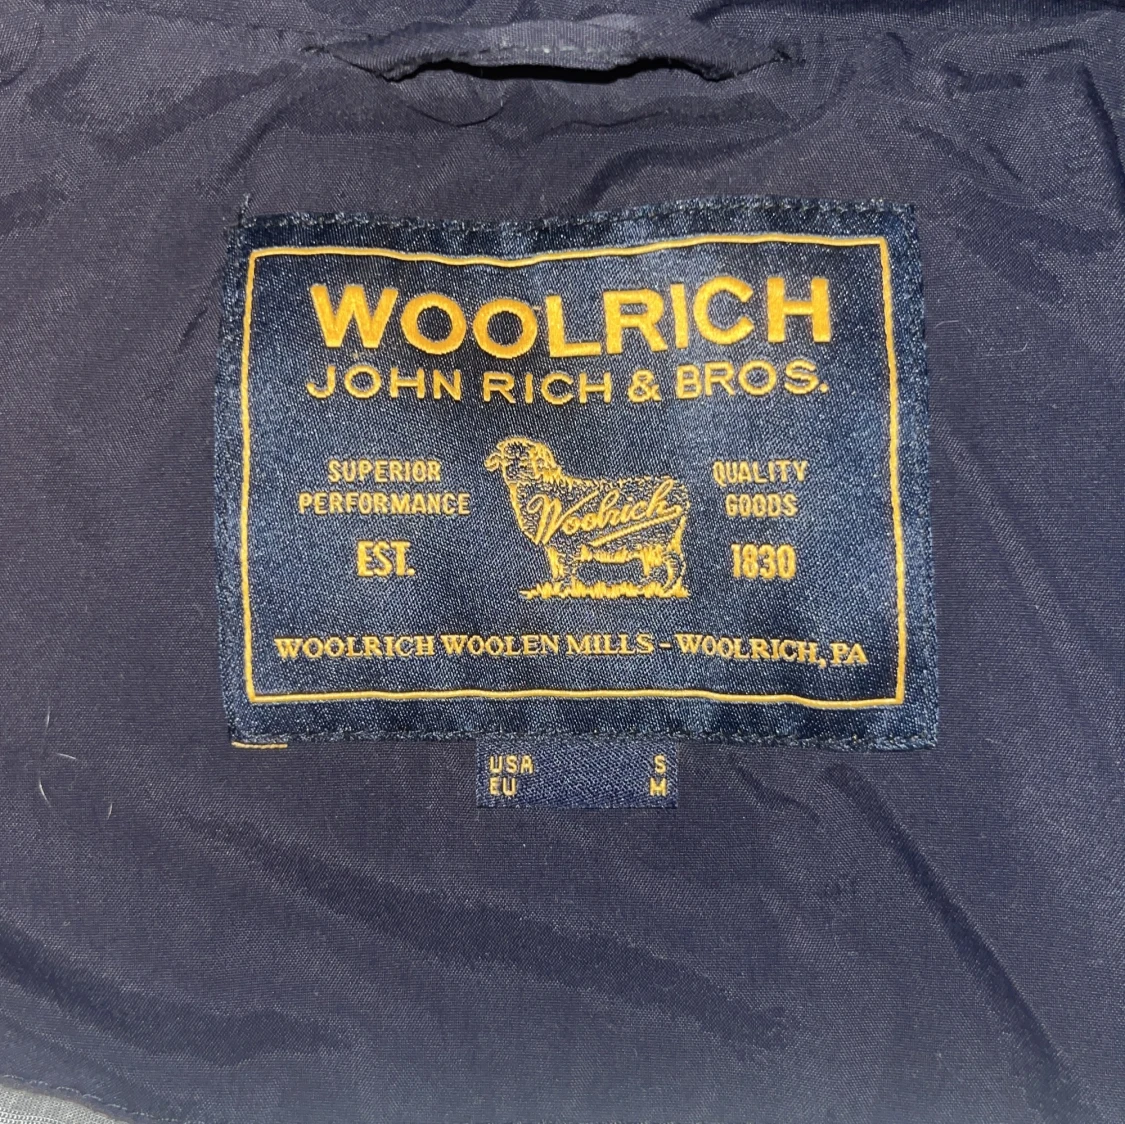 WOOLRICH
JOHN RICH & BROS.
SUPERIOR
PERFORMANCE
EST.
Woolrich
QUALITY
GOODS
1830
WOOLRICH WOOLEN MILLS - WOOLRICH, PA
USA S
EU M